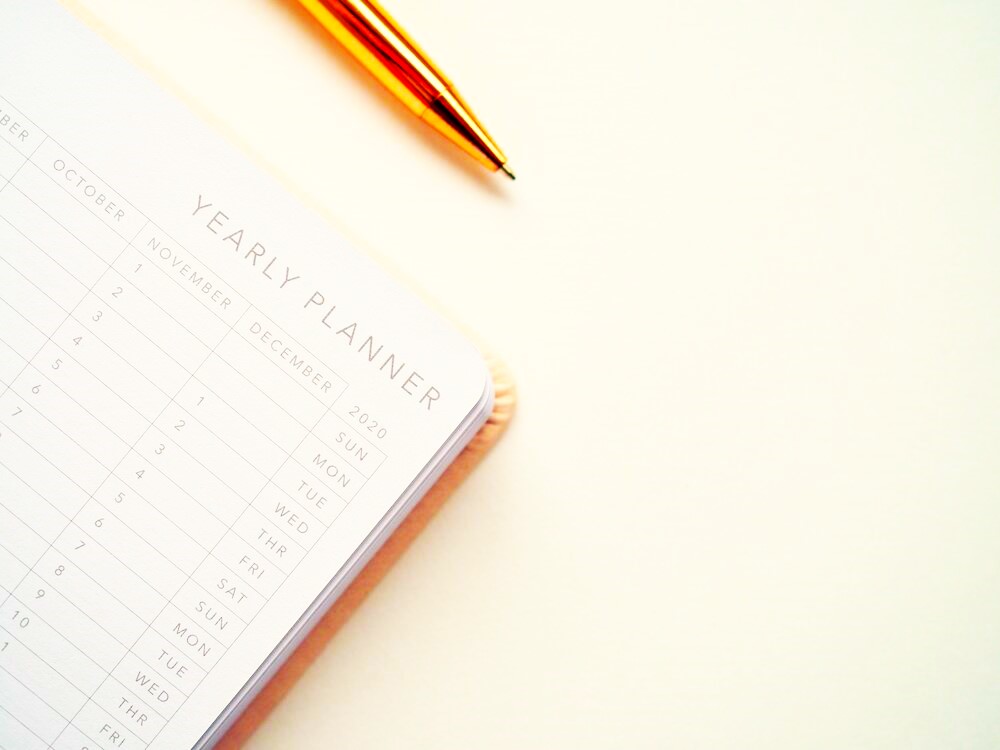 YEARLY PLANNER
BER OCTOBER NOVEMBER DECEMBER 2020
1 SUN
2 MON
3 1 TUE
4 2 WED
5 3 THR
6 4 FRI
7 5 SAT
6 SUN
7 MON
8 TUE
9 WED
10 THR
1 FRI